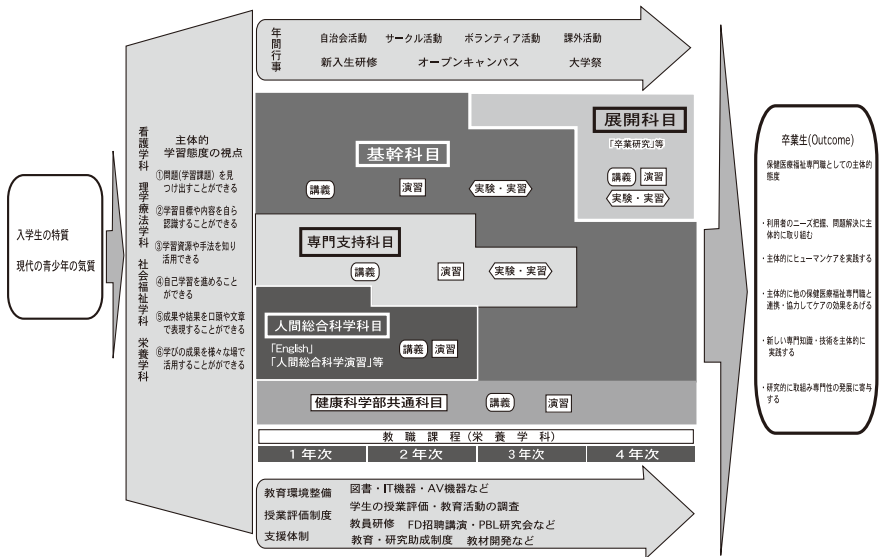 入学生の特質
現代の青少年の気質
看護学科 理学療法学科 社会福祉学科 栄養学科
主体的
学習態度の視点
①問題(学習課題)を見
つけ出すことができる
②学習目標や内容を自ら
認識することができる
③学習資源や手法を知り
活用できる
④自己学習を進めること
ができる
⑤成果や結果を口頭や文章
で表現することができる
⑥学びの成果を様々な場で
活用することがができる
年間行事
自治会活動 サークル活動 ボランティア活動 課外活動
新入生研修 オープンキャンパス 大学祭
展開科目
「卒業研究」等
講義 演習
実験・実習
基幹科目
講義 演習 実験・実習
専門支持科目
講義 演習 実験・実習
人間総合科学科目
「English」
「人間総合科学演習」等
講義 演習
健康科学部共通科目 講義 演習
教職課程(栄養学科)
1年次 2年次 3年次 4年次
教育環境整備 図書・IT機器・AV機器など
授業評価制度 学生の授業評価・教育活動の調査
支援体制 教員研修 FD招聘講演・PBL研究会など
教育・研究助成制度 教材開発など
卒業生(Outcome)
保健医療福祉専門職としての主体的
態度
・利用者のニーズ把握、問題解決に主
体的に取り組む
・主体的にヒューマンケアを実践する
・主体的に他の保健医療福祉専門職と
連携・協力してケアの効果をあげる
・新しい専門知識・技術を主体的に
実践する
・研究的に取組み専門性の発展に寄与
する